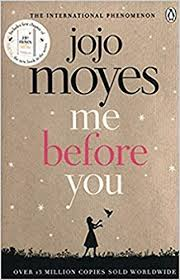 THE INTERNATIONAL PHENOMENON
jojo
moyes
me
before
you
OVER 13 MILLION COPIES SOLD WORLDWIDE